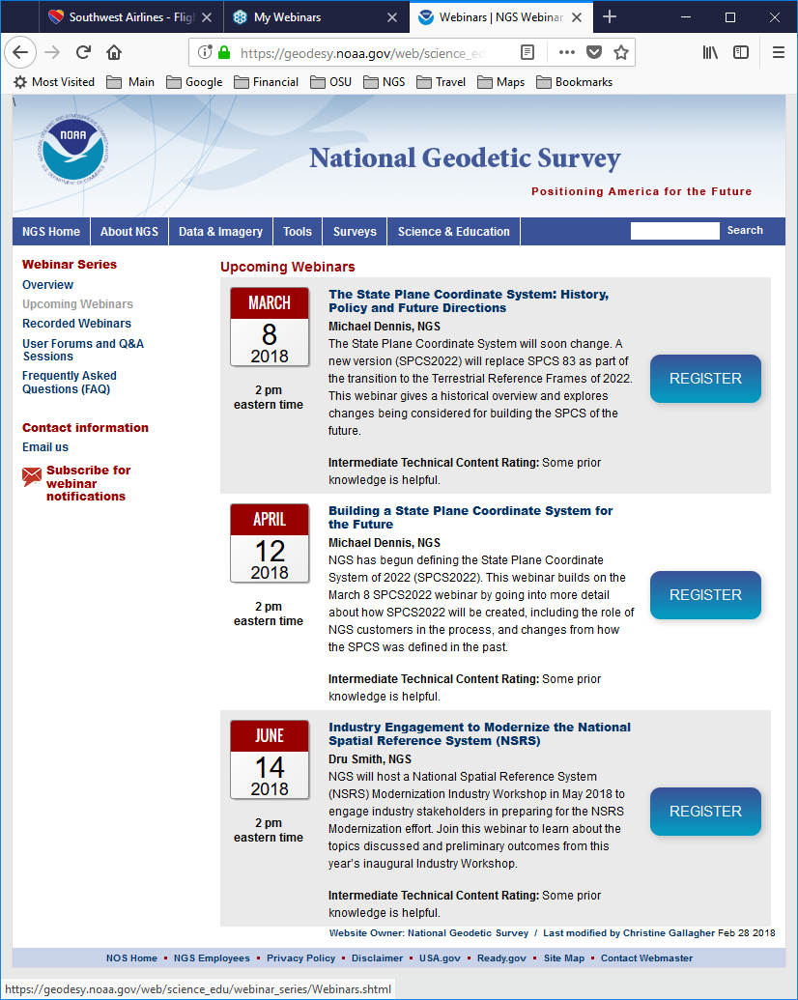 Southwest Airlines - Fligh
My Webinars
Webinars | NGS Webinar
https://geodesy.noaa.gov/web/science_ed
Most Visited Main Google Financial OSU NGS Travel Maps Bookmarks
\
NOAA
National Geodetic Survey
Positioning America for the Future
NGS Home About NGS Data & Imagery Tools Surveys Science & Education Search
Webinar Series
Overview
Upcoming Webinars
Recorded Webinars
User Forums and Q&A
Sessions
Frequently Asked
Questions (FAQ)
Contact information
Email us
Subscribe for
webinar
notifications
Upcoming Webinars
MARCH
8
2018
2 pm
eastern time
The State Plane Coordinate System: History,
Policy and Future Directions
Michael Dennis, NGS
The State Plane Coordinate System will soon change. A
new version (SPCS2022) will replace SPCS 83 as part of
the transition to the Terrestrial Reference Frames of 2022.
This webinar gives a historical overview and explores
changes being considered for building the SPCS of the
future.
Intermediate Technical Content Rating: Some prior
knowledge is helpful.
REGISTER
APRIL
12
2018
2 pm
eastern time
Building a State Plane Coordinate System for
the Future
Michael Dennis, NGS
NGS has begun defining the State Plane Coordinate
System of 2022 (SPCS2022). This webinar builds on the
March 8 SPCS2022 webinar by going into more detail
about how SPCS2022 will be created, including the role of
NGS customers in the process, and changes from how
the SPCS was defined in the past.
Intermediate Technical Content Rating: Some prior
knowledge is helpful.
REGISTER
JUNE
14
2018
2 pm
eastern time
Industry Engagement to Modernize the National
Spatial Reference System (NSRS)
Dru Smith, NGS
NGS will host a National Spatial Reference System
(NSRS) Modernization Industry Workshop in May 2018 to
engage industry stakeholders in preparing for the NSRS
Modernization effort. Join this webinar to learn about the
topics discussed and preliminary outcomes from this
year's inaugural Industry Workshop.
Intermediate Technical Content Rating: Some prior
knowledge is helpful.
REGISTER
Website Owner: National Geodetic Survey / Last modified by Christine Gallagher Feb 28 2018
NOS Home ▪ NGS Employees ▪ Privacy Policy ▪ Disclaimer ▪ USA.gov ▪ Ready.gov ▪ Site Map ▪ Contact Webmaster
https://geodesy.noaa.gov/web/science_edu/webinar_series/Webinars.shtml